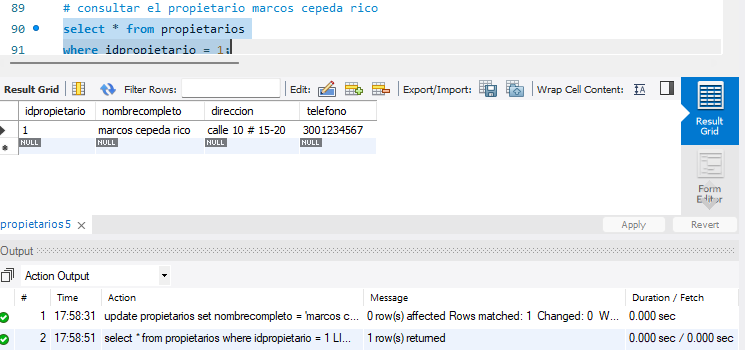 89 # consultar el propietario marcos cepeda rico
90 select * from propietarios
91 where idpropietario = 1;
Result Grid Filter Rows: Edit: Export/Import: Wrap Cell Content:
idpropietario nombrecompleto direccion telefono
1 marcos cepeda rico calle 10 # 15-20 3001234567
NULL NULL NULL NULL
Result
Grid
Form
Editor
propietarios 5 Apply Revert
Output
Action Output
# Time Action Message Duration / Fetch
1 17:58:31 update propietarios set nombrecompleto = 'marcos c... 0 row(s) affected Rows matched: 1 Changed: 0 W... 0.000 sec
2 17:58:51 select * from propietarios where idpropietario = 1 LI... 1 row(s) returned 0.000 sec / 0.000 sec